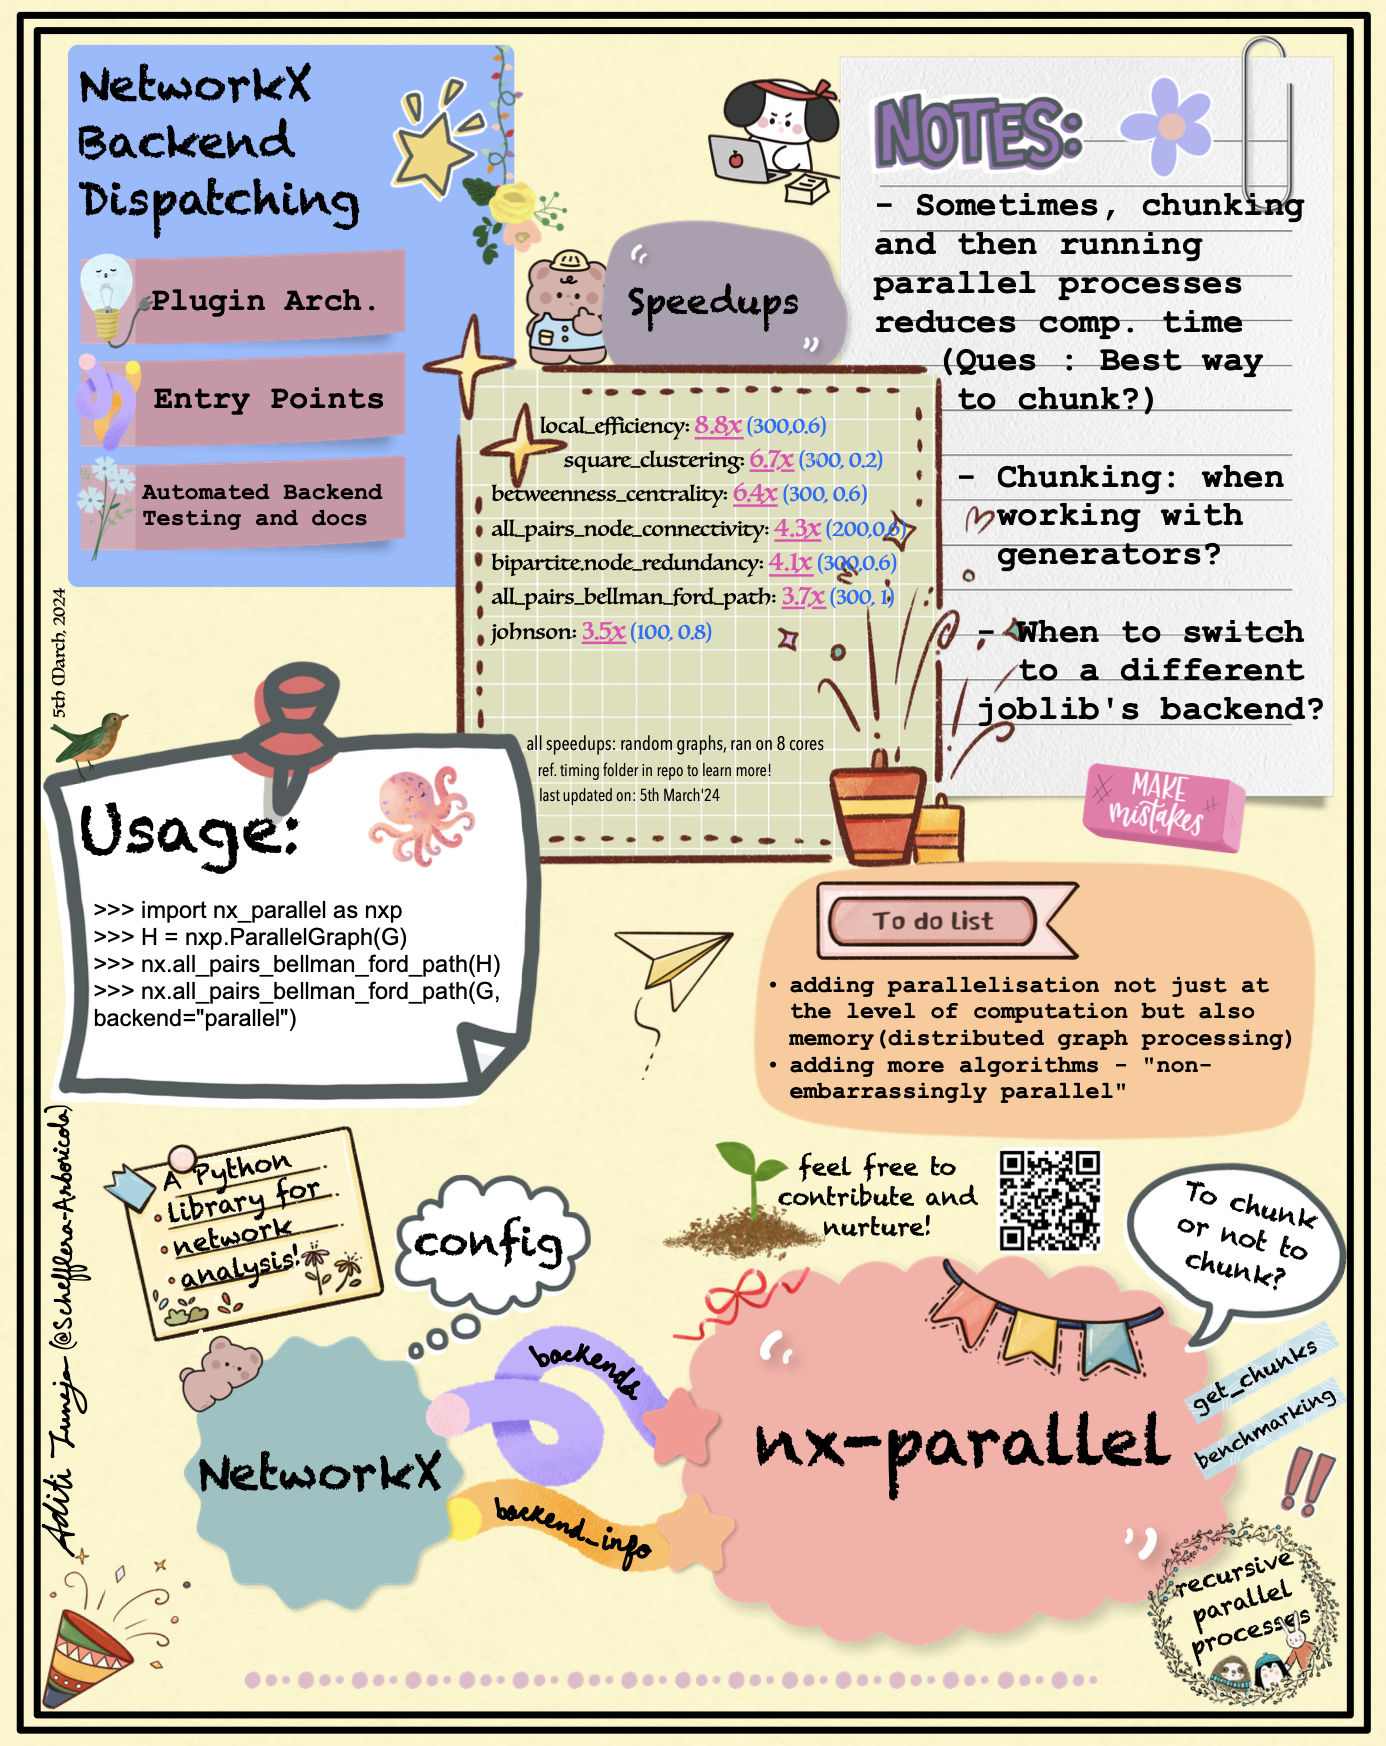 NetworkX
Backend
Dispatching
Plugin Arch.
Entry Points
Automated Backend
Testing and docs
5th March, 2024
Speedups
local_efficiency: 8.8x (300,0.6)
square_clustering: 6.7x (300, 0.2)
betweenness_centrality: 6.4x (300, 0.6)
all_pairs_node_connectivity: 4.3x (200,0.6)
bipartite.node_redundancy: 4.1x (300,0.6)
all_pairs_bellman_ford_path: 3.7x (300, 1)
johnson: 3.5x (100, 0.8)
all speedups: random graphs, ran on 8 cores
ref. timing folder in repo to learn more!
last updated on: 5th March'24
NOTES:
- Sometimes, chunking
and then running
parallel processes
reduces comp. time
(Ques : Best way
to chunk?)
- Chunking: when
working with
generators?
- When to switch
to a different
joblib's backend?
MAKE
mistakes
Usage:
>>> import nx_parallel as nxp
>>> H = nxp.ParallelGraph(G)
>>> nx.all_pairs_bellman_ford_path(H)
>>> nx.all_pairs_bellman_ford_path(G,
backend="parallel")
To do list
• adding parallelisation not just at
the level of computation but also
memory(distributed graph processing)
• adding more algorithms - "non-
embarrassingly parallel"
Aditi Juneja (@Schefflera-Arboricola)
A Python
library for
network
analysis!
config
feel free to
contribute and
nurture!
To chunk
or not to
chunk?
NetworkX
backends
backend_info
nx-parallel
get_chunks
benchmarking
!!
recursive
parallel
processes